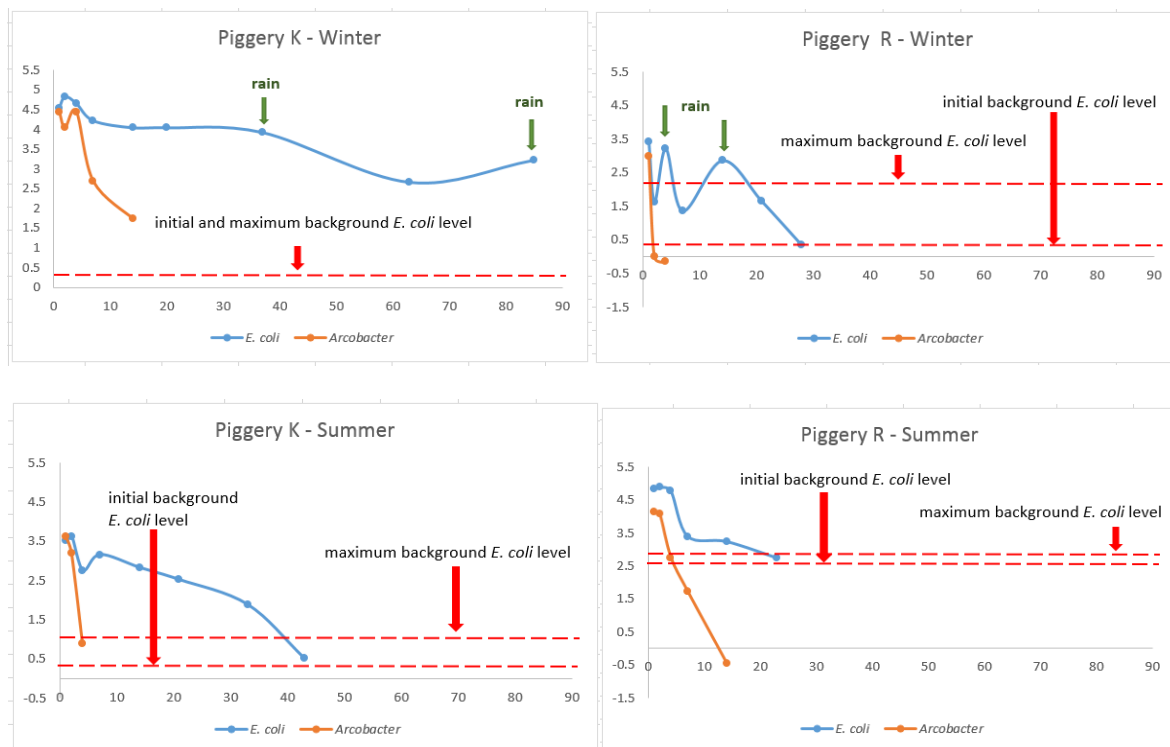 Piggery K - Winter
5.5
5
4.5
4
3.5
3
2.5
2
1.5
1
0.5
0
rain
rain
initial and maximum background E. coli level
0 10 20 30 40 50 60 70 80 90
E. coli Arcobacter
Piggery R - Winter
5.5
4.5
3.5
2.5
1.5
0.5
-0.5
-1.5
rain
initial background E. coli level
maximum background E. coli level
0 10 20 30 40 50 60 70 80 90
E. coli Arcobacter
Piggery K - Summer
5.5
4.5
3.5
2.5
1.5
0.5
-0.5
initial background
E. coli level
maximum background E. coli level
0 10 20 30 40 50 60 70 80 90
E. coli Arcobacter
Piggery R - Summer
5.5
4.5
3.5
2.5
1.5
0.5
-0.5
-1.5
initial background E. coli level
maximum background E. coli level
0 10 20 30 40 50 60 70 80 90
E. coli Arcobacter